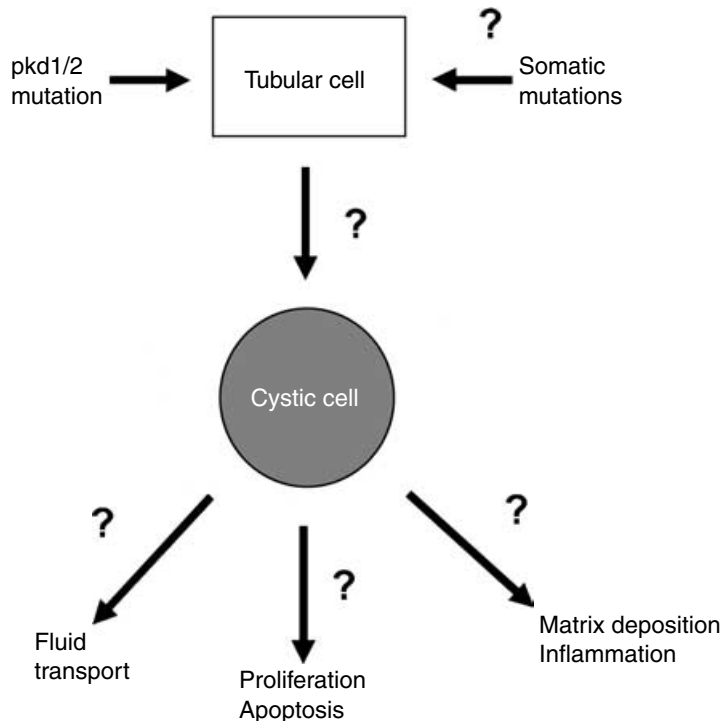 ?
pkd1/2
mutation
Tubular cell
Somatic
mutations
?
Cystic cell
?
?
?
Fluid
transport
Proliferation
Apoptosis
Matrix deposition
Inflammation